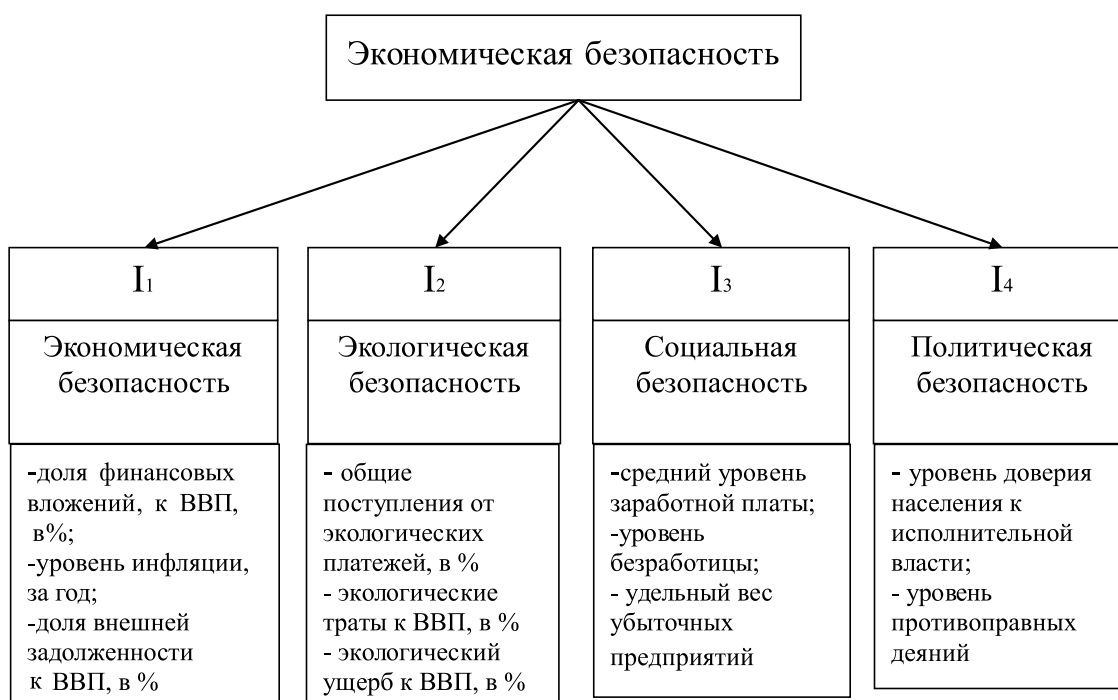 Экономическая безопасность
I1
Экономическая
безопасность
-доля финансовых
вложений, к ВВП,
в%;
-уровень инфляции,
за год;
-доля внешней
задолженности
к ВВП, в %
I2
Экологическая
безопасность
- общие
поступления от
экологических
платежей, в %
- экологические
траты к ВВП, в %
- экологический
ущерб к ВВП, в %
I3
Социальная
безопасность
-средний уровень
заработной платы;
-уровень
безработицы;
- удельный вес
убыточных
предприятий
I4
Политическая
безопасность
- уровень доверия
населения к
исполнительной
власти;
- уровень
противоправных
деяний